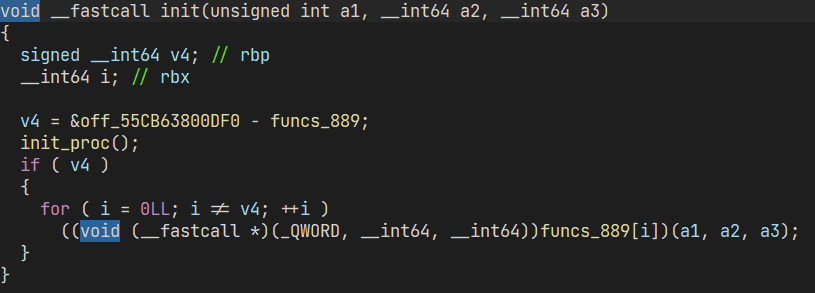 void __fastcall init(unsigned int a1, __int64 a2, __int64 a3)
{
  signed __int64 v4; // rbp
  __int64 i; // rbx

  v4 = &off_55CB63800DF0 - funcs_889;
  init_proc();
  if ( v4 )
  {
    for ( i = 0LL; i != v4; ++i )
      ((void (__fastcall *)(_QWORD, __int64, __int64))funcs_889[i])(a1, a2, a3);
  }
}